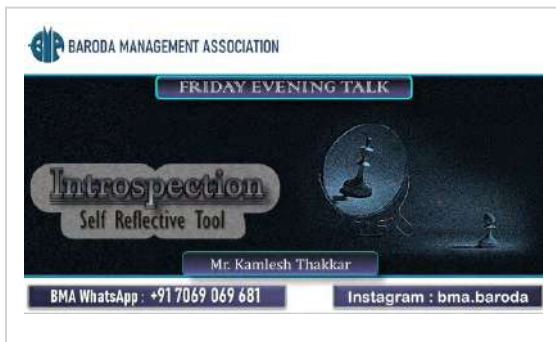 BMA
BARODA MANAGEMENT ASSOCIATION
FRIDAY EVENING TALK
Introspection
Self Reflective Tool
Mr. Kamlesh Thakkar
BMA WhatsApp : +91 7069 069 681
Instagram : bma.baroda